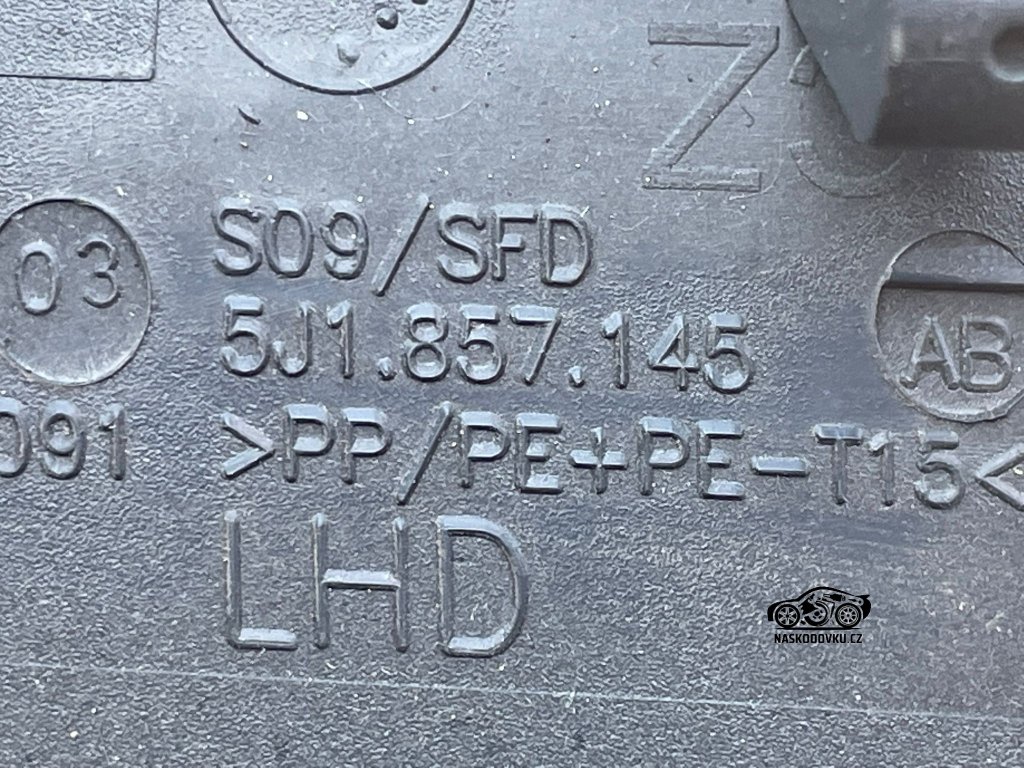 S09/SFD
03
5J1.857.145
AB
091
>PP/PE+PE-T15<
LHD
NASKODOVKU.CZ